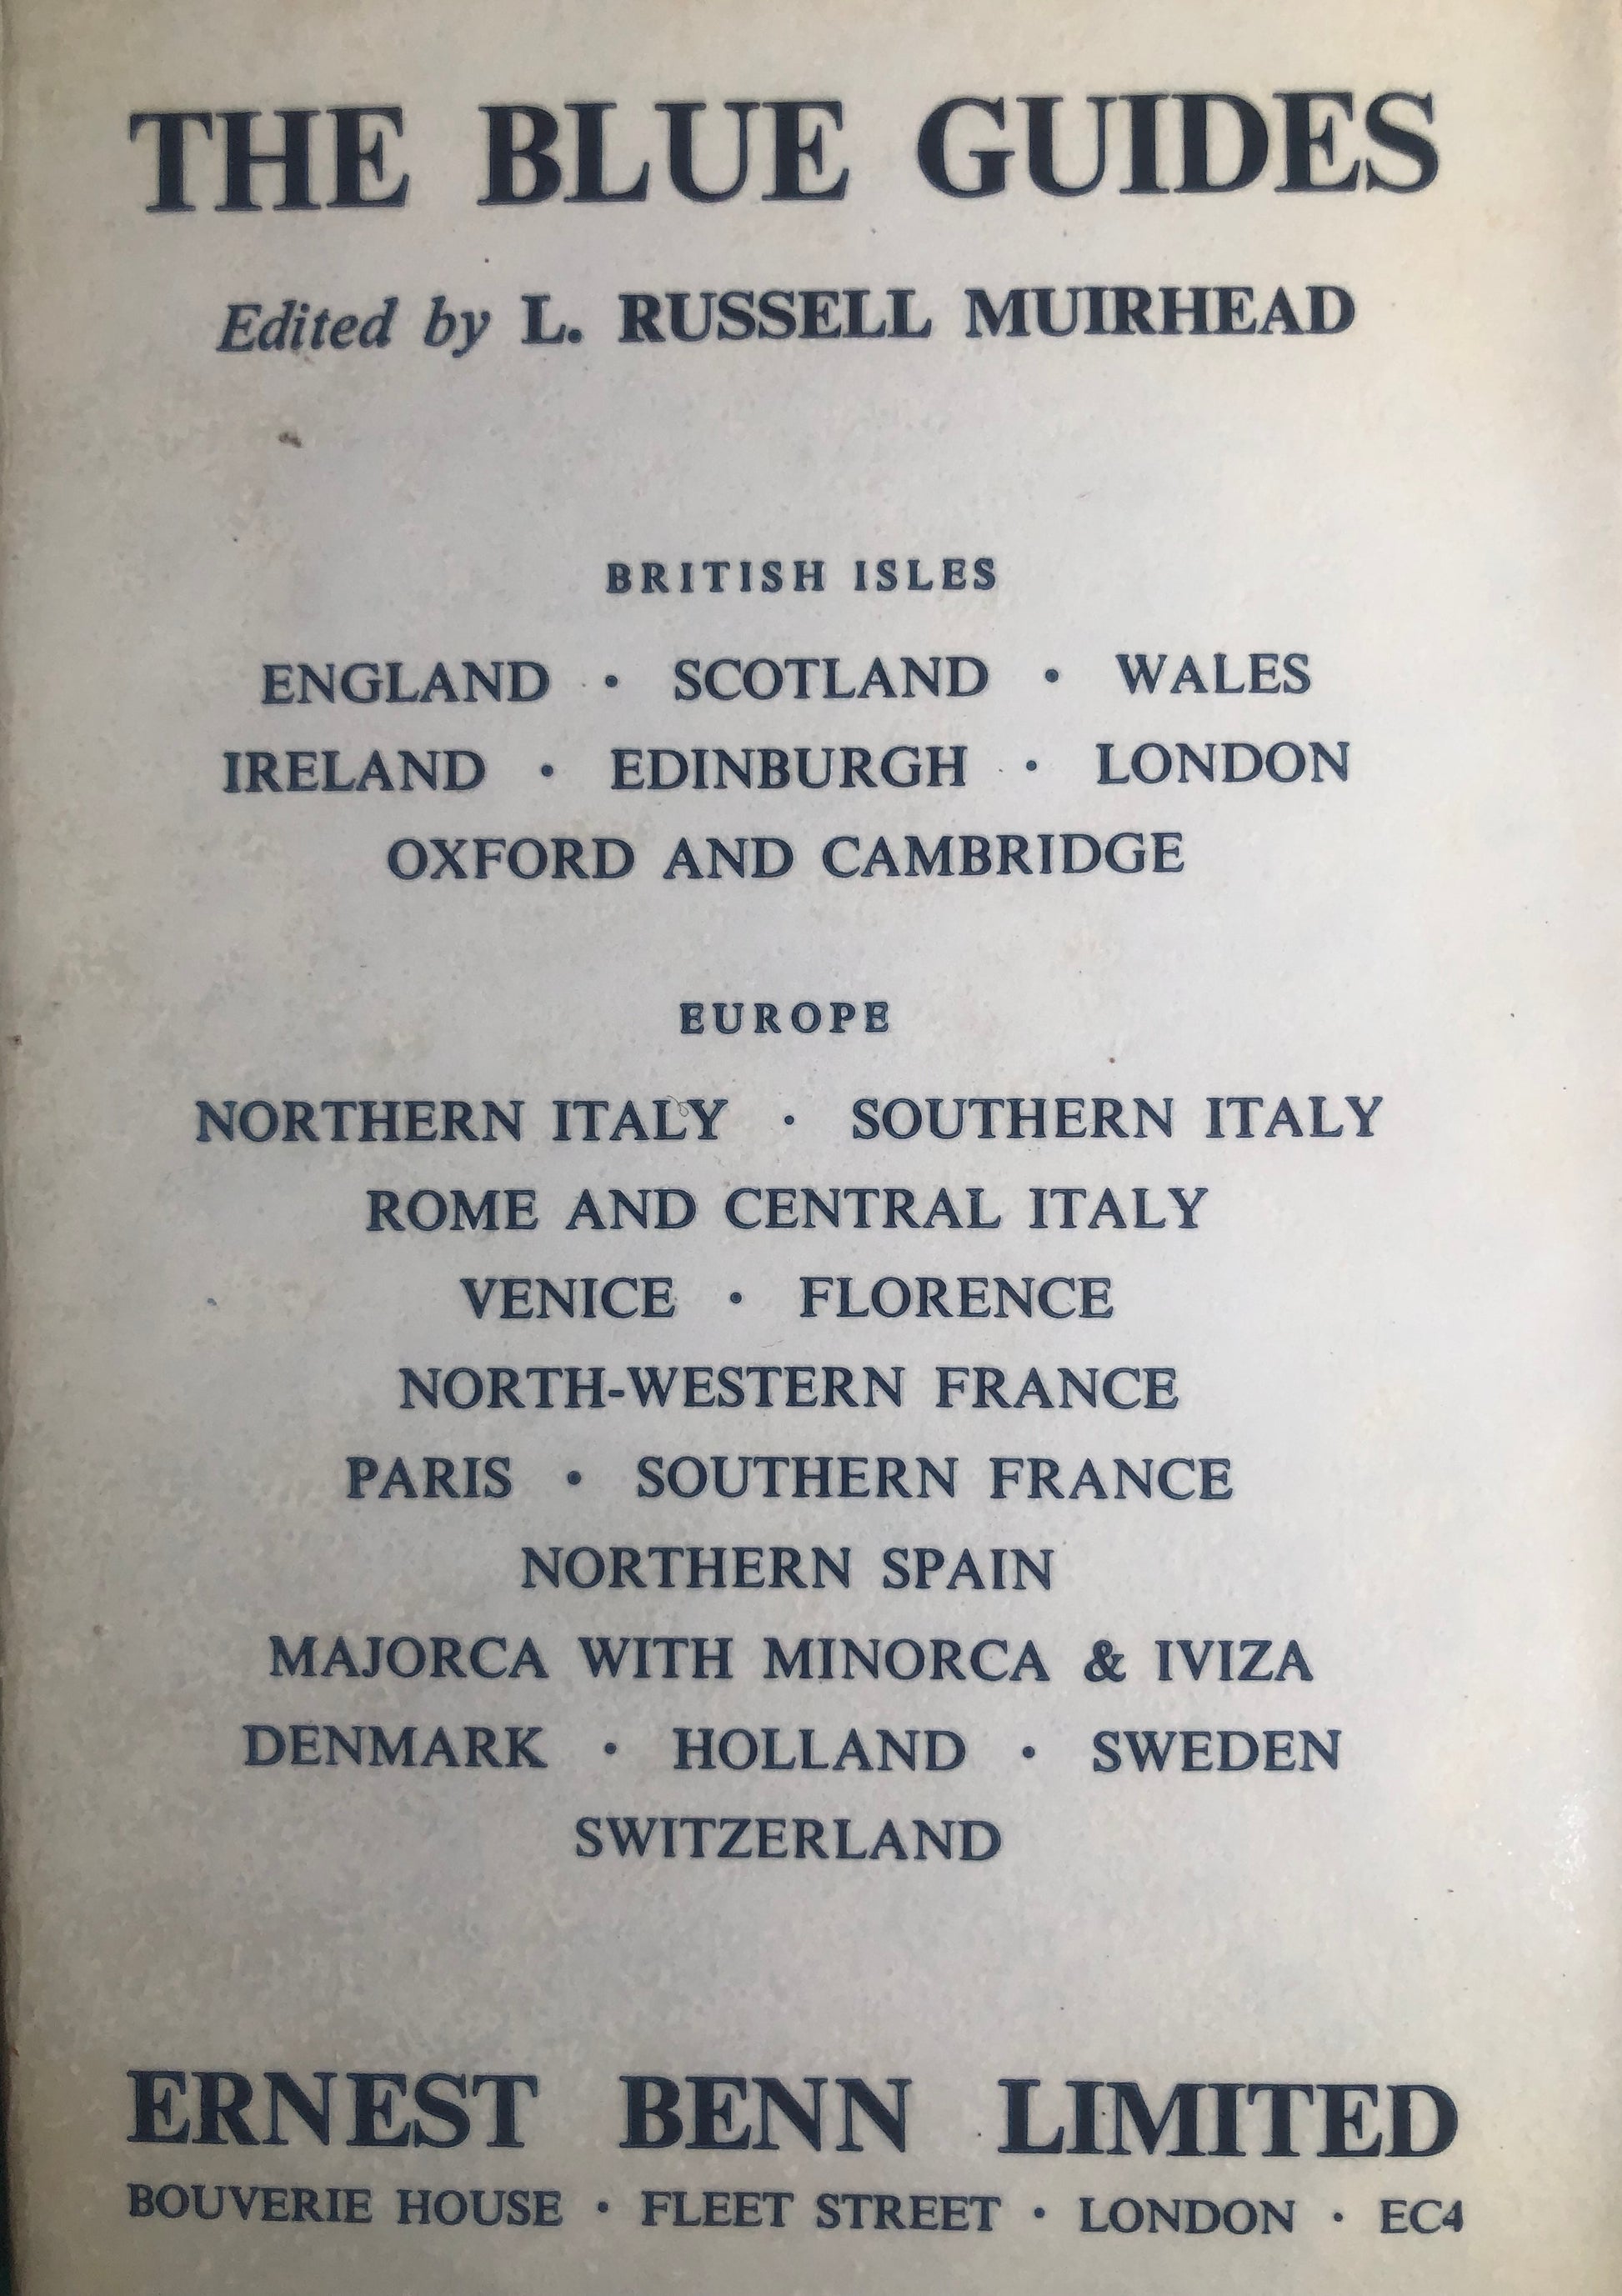 THE BLUE GUIDES
Edited by L. RUSSELL MUIRHEAD
BRITISH ISLES
ENGLAND • SCOTLAND • WALES
IRELAND • EDINBURGH • LONDON
OXFORD AND CAMBRIDGE
EUROPE
NORTHERN ITALY • SOUTHERN ITALY
ROME AND CENTRAL ITALY
VENICE • FLORENCE
NORTH-WESTERN FRANCE
PARIS • SOUTHERN FRANCE
NORTHERN SPAIN
MAJORCA WITH MINORCA & IVIZA
DENMARK • HOLLAND • SWEDEN
SWITZERLAND
ERNEST BENN LIMITED
BOUVERIE HOUSE • FLEET STREET • LONDON • EC4